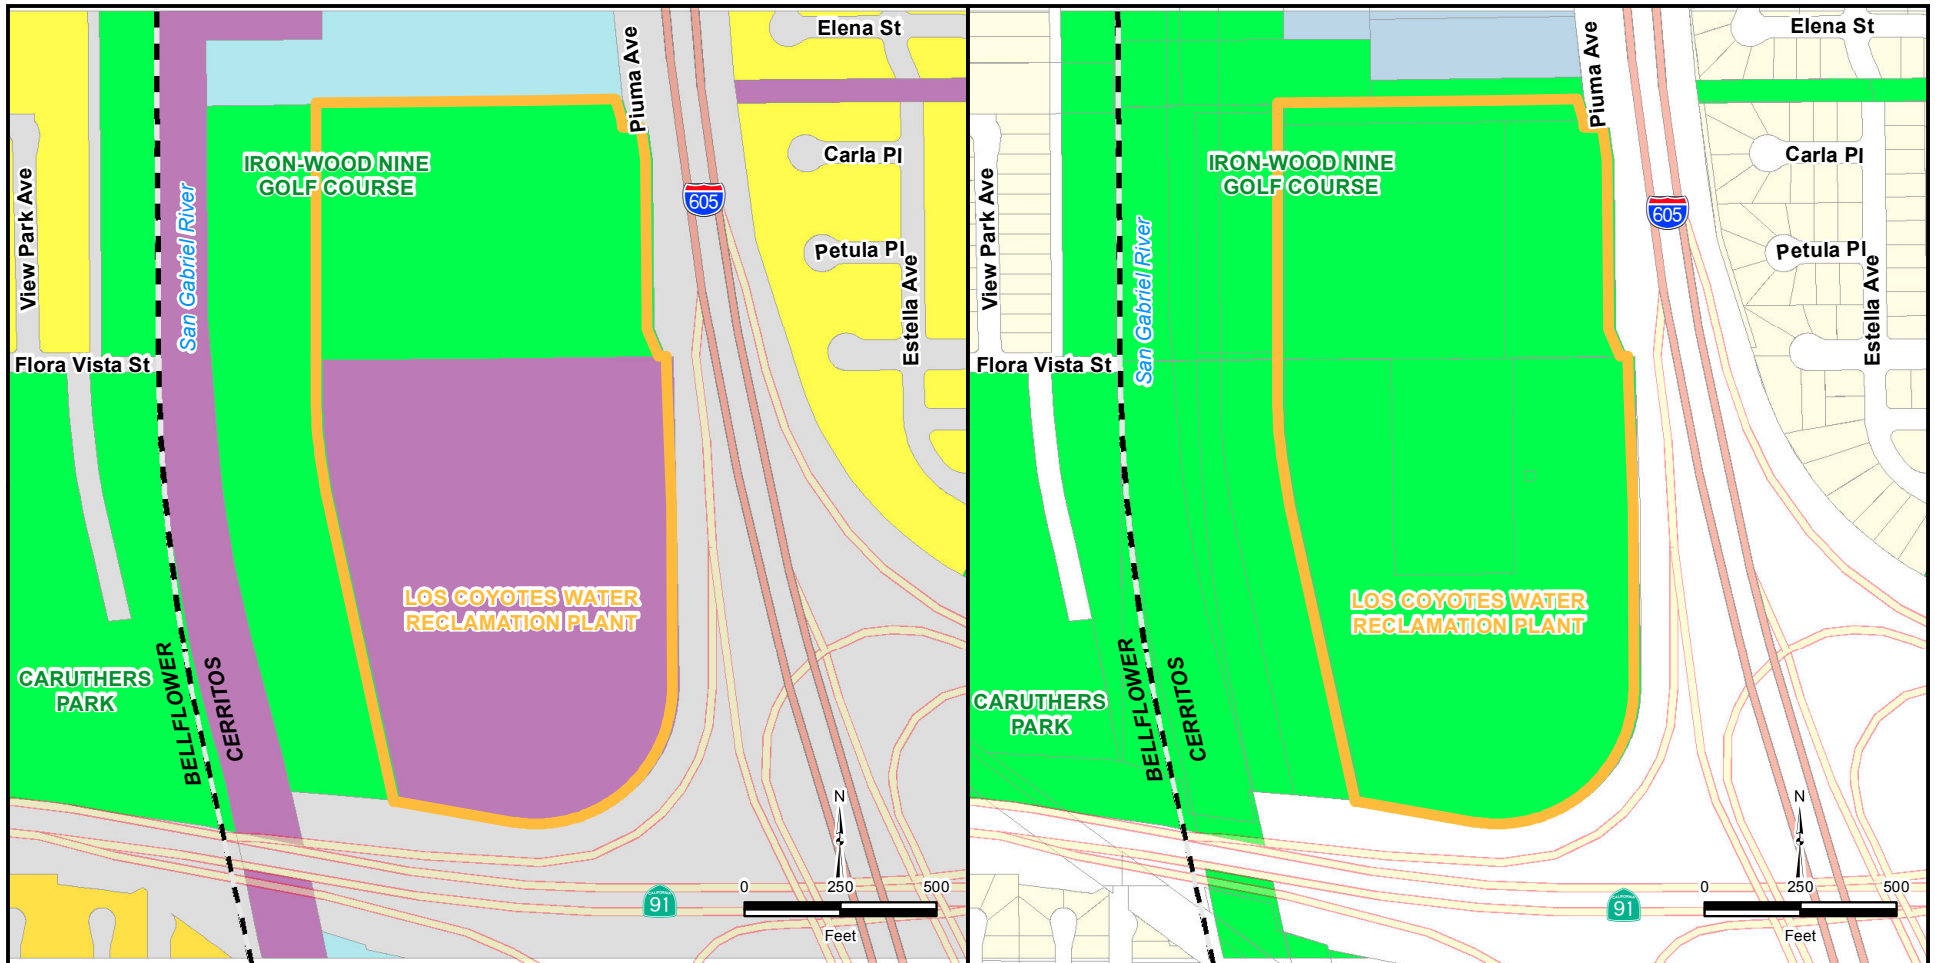 Elena St
Piuma Ave
IRON-WOOD NINE
GOLF COURSE
Carla Pl
View Park Ave
San Gabriel River
605
Petula Pl
Estella Ave
Flora Vista St
LOS COYOTES WATER
RECLAMATION PLANT
CARUTHERS
PARK
BELLFLOWER
CERRITOS
N
0 250 500
CALIFORNIA
91
Feet
Elena St
Piuma Ave
IRON-WOOD NINE
GOLF COURSE
Carla Pl
View Park Ave
San Gabriel River
605
Petula Pl
Estella Ave
Flora Vista St
LOS COYOTES WATER
RECLAMATION PLANT
CARUTHERS
PARK
BELLFLOWER
CERRITOS
N
0 250 500
CALIFORNIA
91
Feet